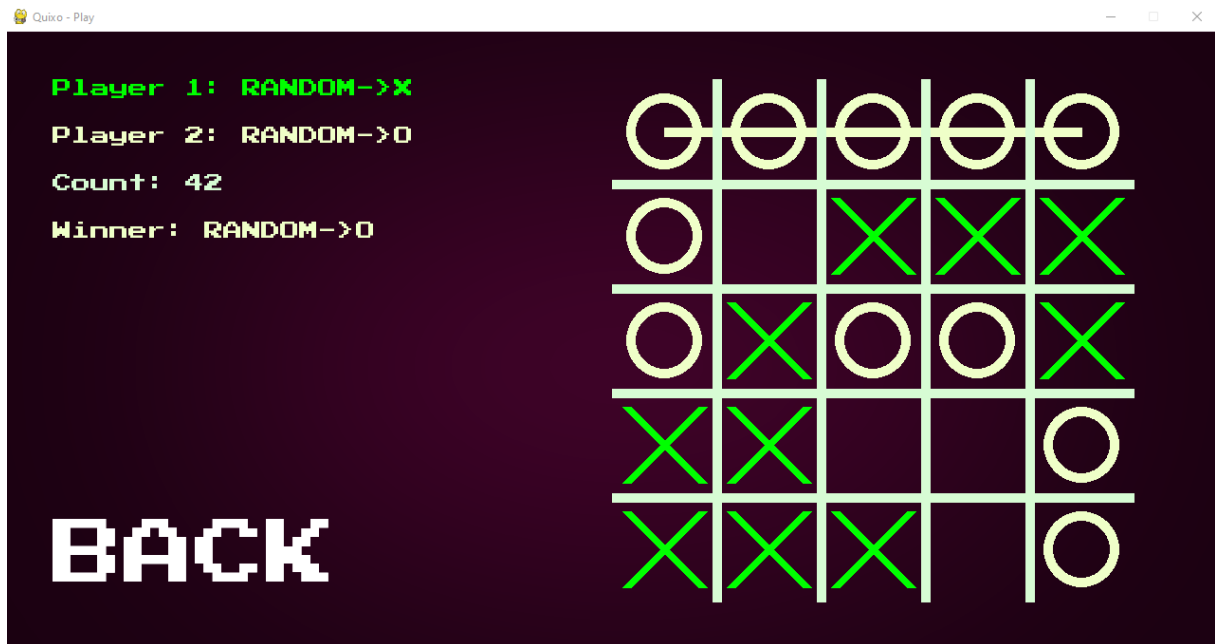 Quixo - Play
Player 1: RANDOM->X
Player 2: RANDOM->O
Count: 42
Winner: RANDOM->O
BACK